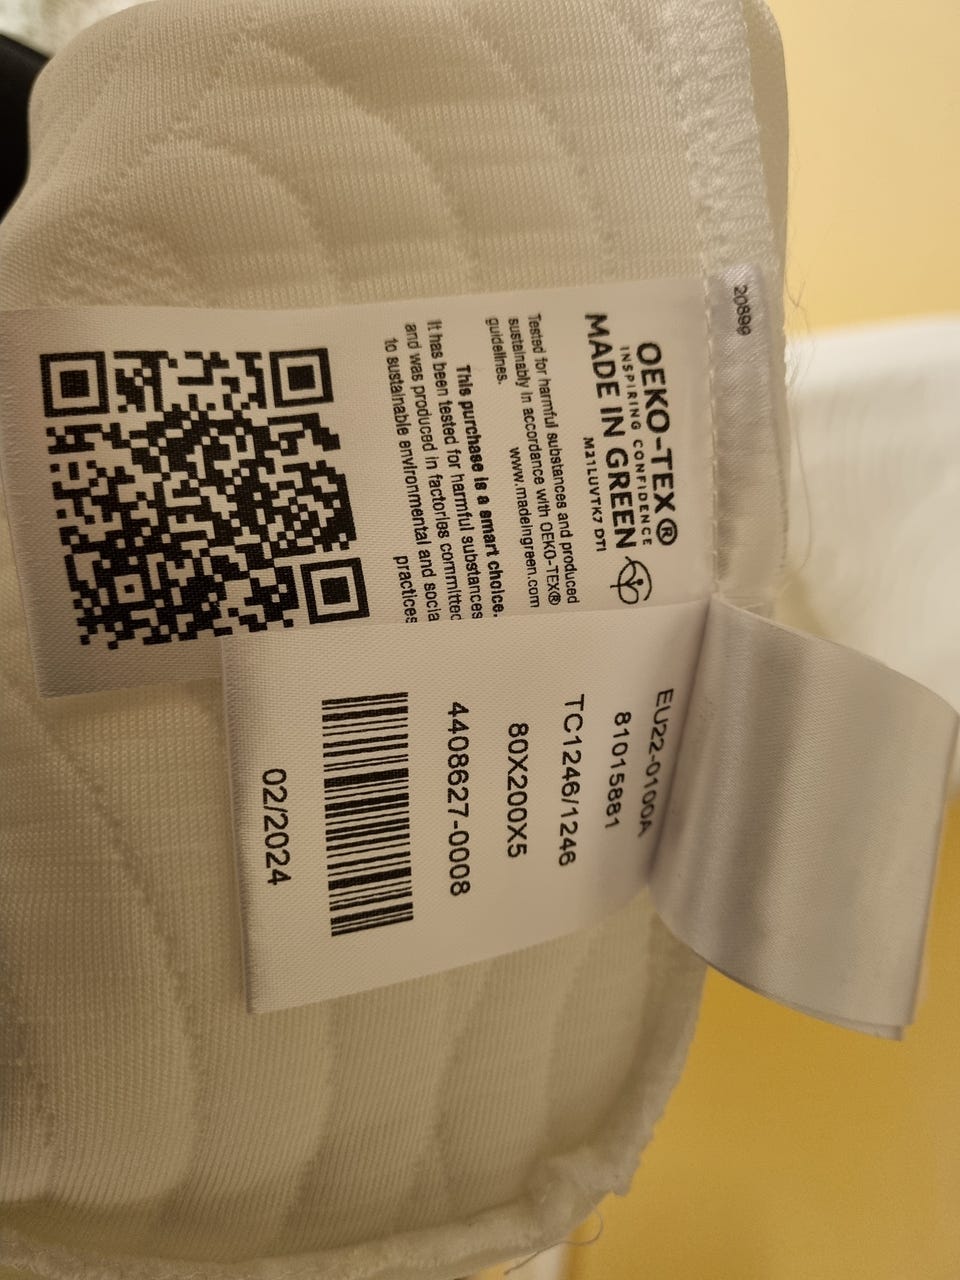 20899
OEKO-TEX®
INSPIRING CONFIDENCE
MADE IN GREEN
M21LUVTK7 DTI
Tested for harmful substances and produced
sustainably in accordance with OEKO-TEX®
guidelines.
www.madeingreen.com
This purchase is a smart choice.
It has been tested for harmful substances
and was produced in factories committed
to sustainable environmental and social
practices
EU22-0100A
81015881
TC1246/1246
80X200X5
4408627-0008
02/2024